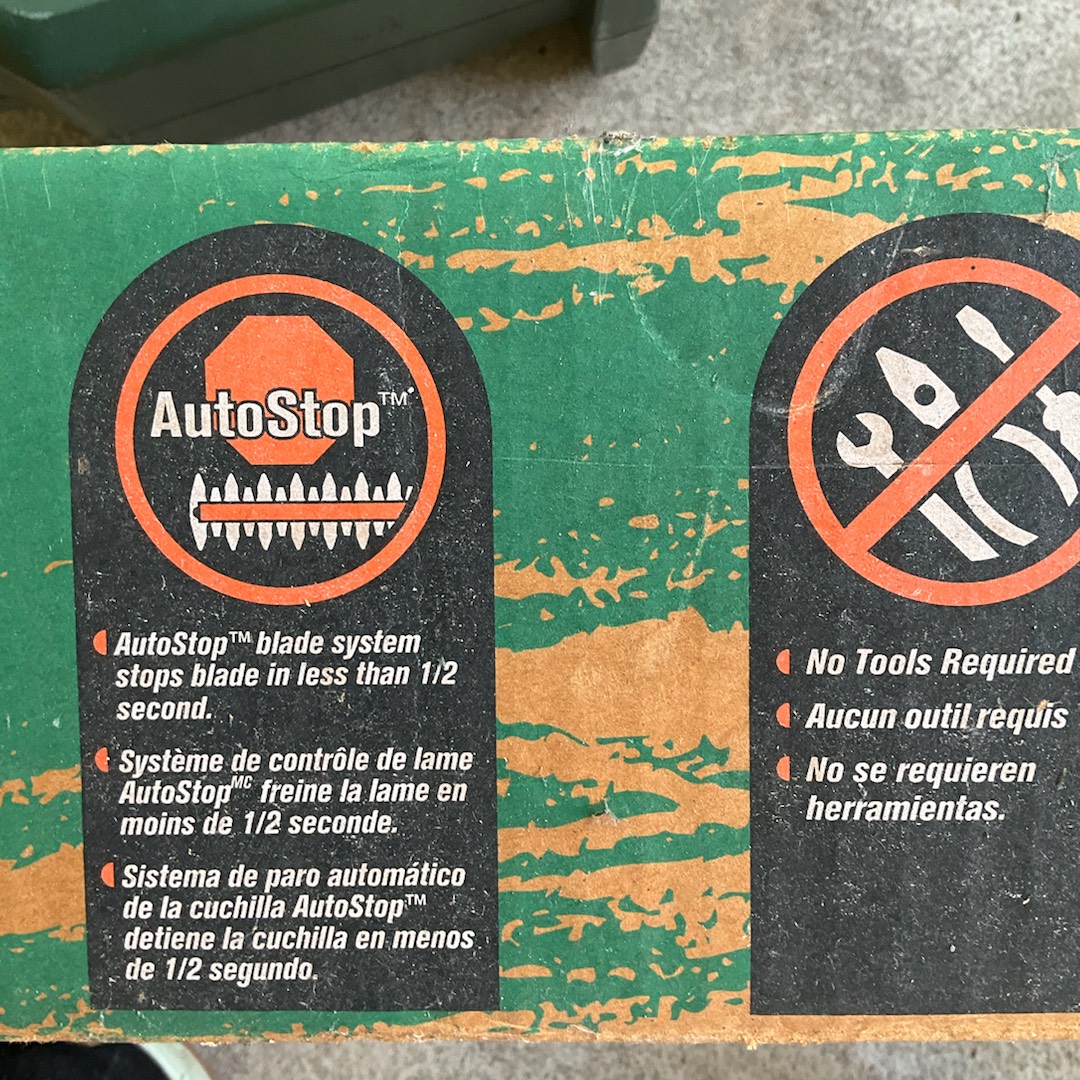 AutoStop™
AutoStop™ blade system
stops blade in less than 1/2
second.
Système de contrôle de lame
AutoStopMC freine la lame en
moins de 1/2 seconde.
Sistema de paro automático
de la cuchilla AutoStop™
detiene la cuchilla en menos
de 1/2 segundo.
No Tools Required
Aucun outil requis
No se requieren
herramientas.